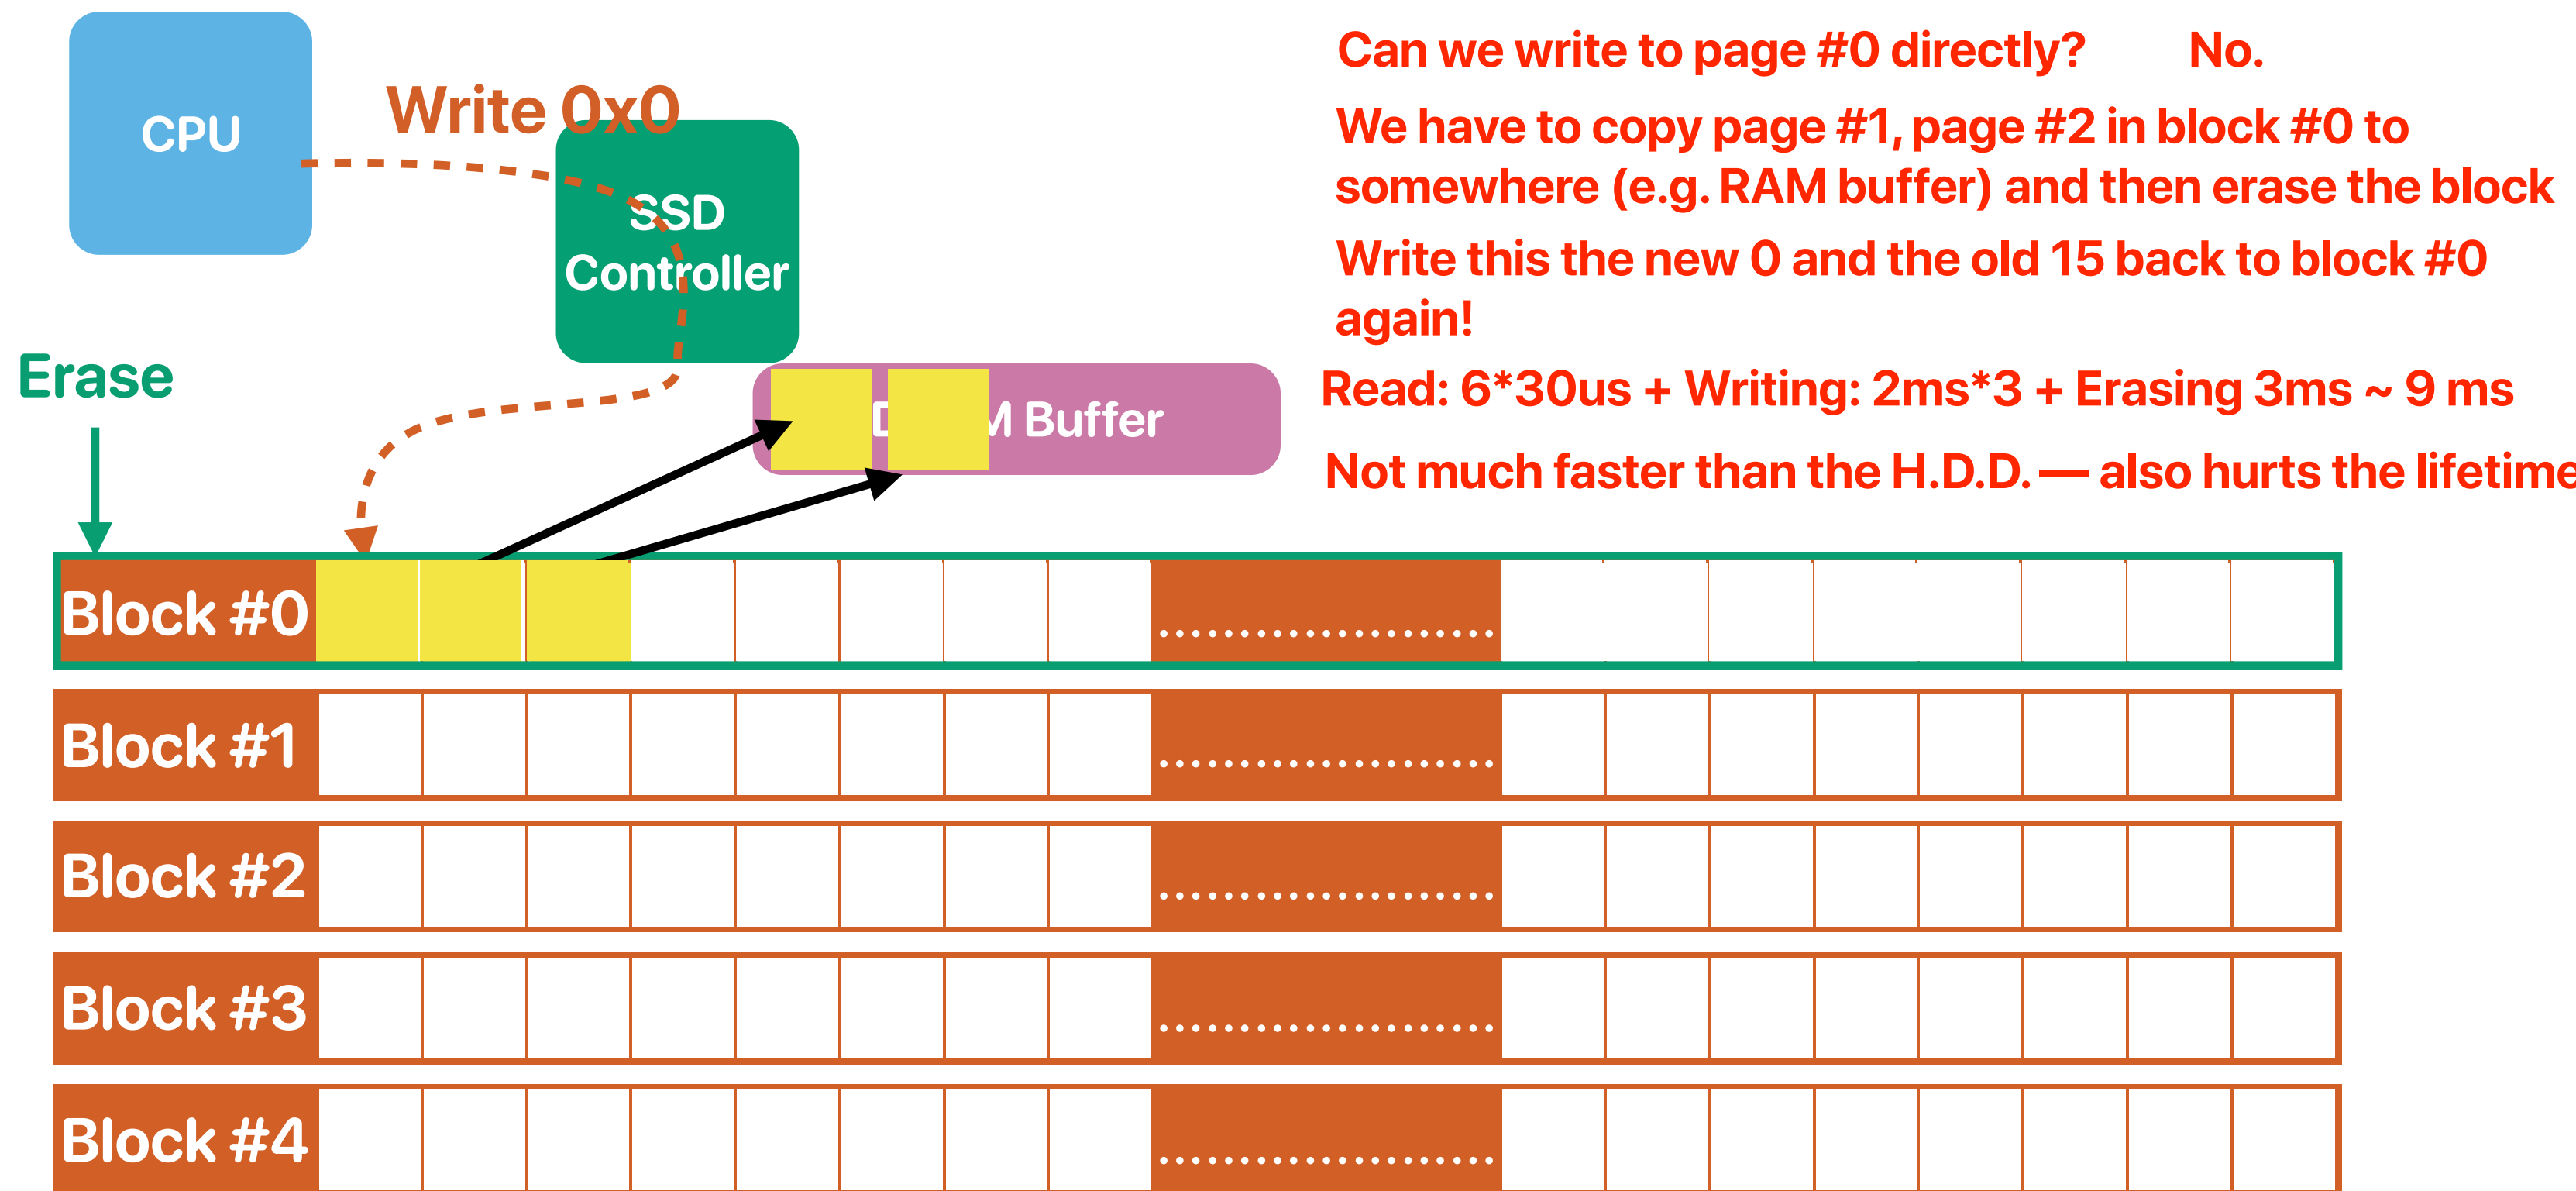 CPU
Write 0x0
SSD
Controller
Can we write to page #0 directly? No.
We have to copy page #1, page #2 in block #0 to
somewhere (e.g. RAM buffer) and then erase the block
Write this the new 0 and the old 15 back to block #0
again!
Read: 6*30us + Writing: 2ms*3 + Erasing 3ms ~ 9 ms
Not much faster than the H.D.D. — also hurts the lifetime
Erase
Buffer
Block #0 .....................
Block #1 .....................
Block #2 .....................
Block #3 .....................
Block #4 .....................